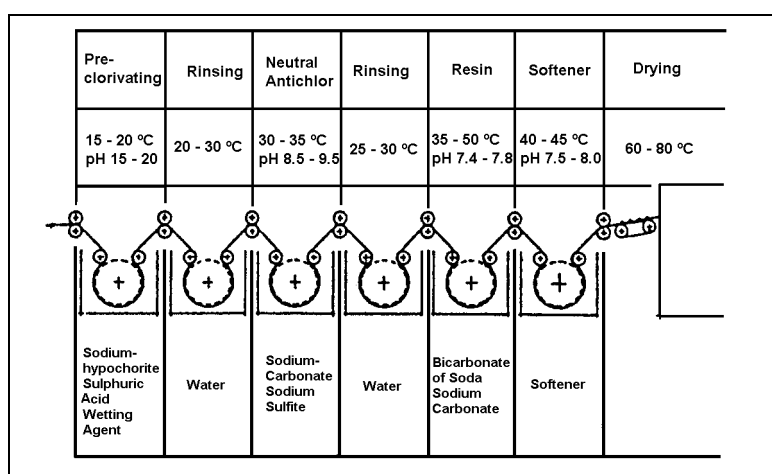 Pre-
clorivating
Rinsing
Neutral
Antichlor
Rinsing
Resin
Softener
Drying
15 - 20 ºC
pH 15 - 20
20 - 30 ºC
30 - 35 ºC
pH 8.5 - 9.5
25 - 30 ºC
35 - 50 ºC
pH 7.4 - 7.8
40 - 45 ºC
pH 7.5 - 8.0
60 - 80 ºC
Sodium-
hypochorite
Sulphuric
Acid
Wetting
Agent
Water
Sodium-
Carbonate
Sodium
Sulfite
Water
Bicarbonate
of Soda
Sodium
Carbonate
Softener